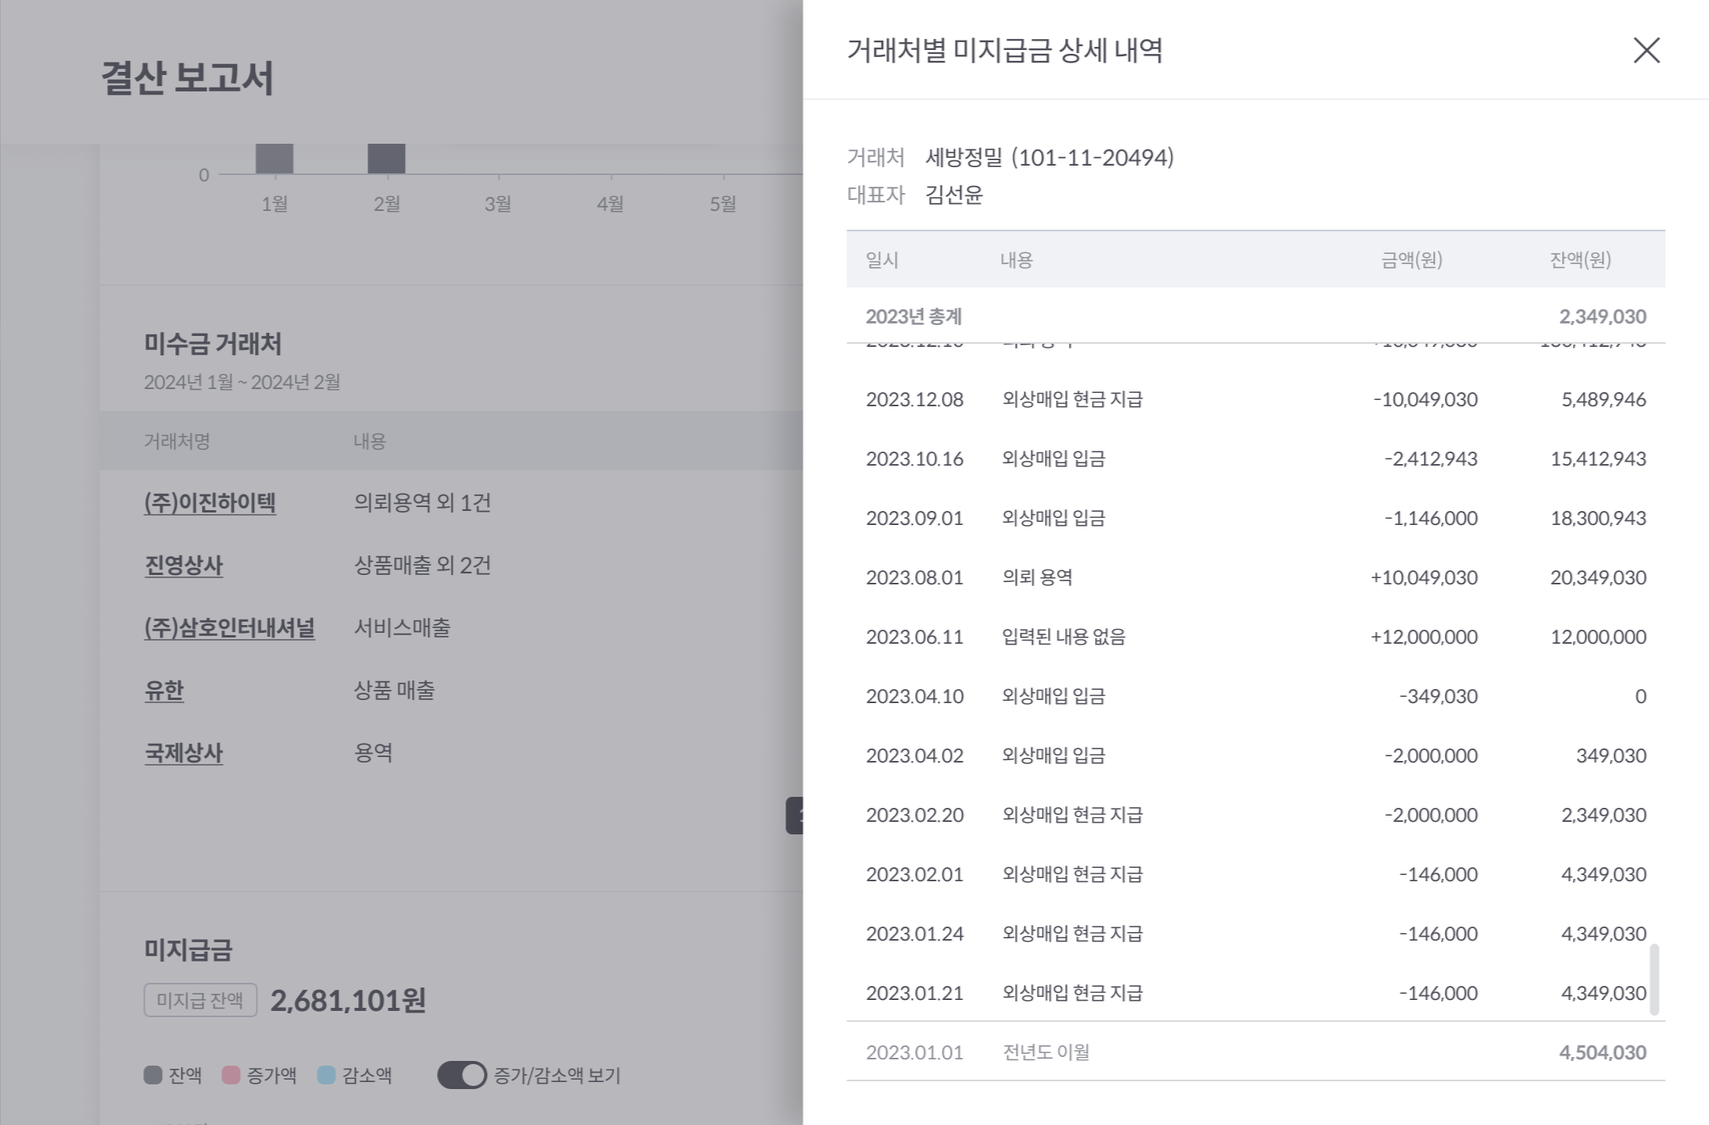 결산 보고서
0
1월 2월 3월 4월 5월
미수금 거래처
2024년 1월 ~ 2024년 2월
거래처명 내용
(주)이진하이텍 의뢰용역 외 1건
진영상사 상품매출 외 2건
(주)삼호인터내셔널 서비스매출
유한 상품 매출
국제상사 용역
미지급금
미지급 잔액 2,681,101원
잔액 증가액 감소액 증가/감소액 보기
거래처별 미지급금 상세 내역
거래처 세방정밀 (101-11-20494)
대표자 김선윤
일시 내용 금액(원) 잔액(원)
2023년 총계 2,349,030
2023.12.08 외상매입 현금 지급 -10,049,030 5,489,946
2023.10.16 외상매입 입금 -2,412,943 15,412,943
2023.09.01 외상매입 입금 -1,146,000 18,300,943
2023.08.01 의뢰 용역 +10,049,030 20,349,030
2023.06.11 입력된 내용 없음 +12,000,000 12,000,000
2023.04.10 외상매입 입금 -349,030 0
2023.04.02 외상매입 입금 -2,000,000 349,030
2023.02.20 외상매입 현금 지급 -2,000,000 2,349,030
2023.02.01 외상매입 현금 지급 -146,000 4,349,030
2023.01.24 외상매입 현금 지급 -146,000 4,349,030
2023.01.21 외상매입 현금 지급 -146,000 4,349,030
2023.01.01 전년도 이월 4,504,030